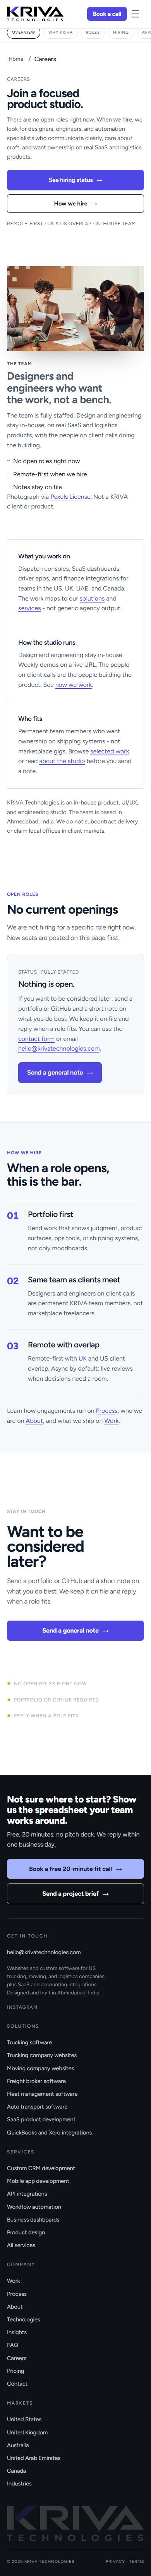 KRIVA
TECHNOLOGIES
Book a call
OVERVIEW
WHY KRIVA
ROLES
HIRING
Home / Careers
CAREERS
Join a focused
product studio.
There are no open roles right now. When we hire, we
look for designers, engineers, and automation
specialists who communicate clearly, care about
craft, and want ownership on real SaaS and logistics
products.
See hiring status →
How we hire →
REMOTE-FIRST · UK & US OVERLAP · IN-HOUSE TEAM
THE TEAM
Designers and
engineers who want
the work, not a bench.
The team is fully staffed. Design and engineering
stay in-house, on real SaaS and logistics
products, with the people on client calls doing
the building.
– No open roles right now
– Remote-first when we hire
– Notes stay on file
Photograph via Pexels License. Not a KRIVA
client or product.
What you work on
Dispatch consoles, SaaS dashboards,
driver apps, and finance integrations for
teams in the US, UK, UAE, and Canada.
The work maps to our solutions and
services - not generic agency output.
How the studio runs
Design and engineering stay in-house.
Weekly demos on a live URL. The people
on client calls are the people building the
product. See how we work.
Who fits
Permanent team members who want
ownership on shipping systems - not
marketplace gigs. Browse selected work
or read about the studio before you send
a note.
KRIVA Technologies is an in-house product, UI/UX,
and engineering studio. The team is based in
Ahmedabad, India. We do not subcontract delivery
or claim local offices in client markets.
OPEN ROLES
No current openings
We are not hiring for a specific role right now.
New seats are posted on this page first.
STATUS · FULLY STAFFED
Nothing is open.
If you want to be considered later, send a
portfolio or GitHub and a short note on
what you do best. We keep it on file and
reply when a role fits. You can use the
contact form or email
hello@krivatechnologies.com.
Send a general note →
HOW WE HIRE
When a role opens,
this is the bar.
01 Portfolio first
Send work that shows judgment, product
surfaces, ops tools, or shipping systems,
not only moodboards.
02 Same team as clients meet
Designers and engineers on client calls
are permanent KRIVA team members, not
marketplace freelancers.
03 Remote with overlap
Remote-first with UK and US client
overlap. Async by default; live reviews
when decisions need a room.
Learn how engagements run on Process, who we
are on About, and what we ship on Work.
STAY IN TOUCH
Want to be
considered
later?
Send a portfolio or GitHub and a short note on
what you do best. We keep it on file and reply
when a role fits.
Send a general note →
NO OPEN ROLES RIGHT NOW
PORTFOLIO OR GITHUB REQUIRED
REPLY WHEN A ROLE FITS
Not sure where to start? Show
us the spreadsheet your team
works around.
Free, 20 minutes, no pitch deck. We reply within
one business day.
Book a free 20-minute fit call →
Send a project brief →
GET IN TOUCH
hello@krivatechnologies.com
Websites and custom software for US
trucking, moving, and logistics companies,
plus SaaS and accounting integrations.
Designed and built in Ahmedabad, India.
INSTAGRAM
SOLUTIONS
Trucking software
Trucking company websites
Moving company websites
Freight broker software
Fleet management software
Auto transport software
SaaS product development
QuickBooks and Xero integrations
SERVICES
Custom CRM development
Mobile app development
API integrations
Workflow automation
Business dashboards
Product design
All services
COMPANY
Work
Process
About
Technologies
Insights
FAQ
Careers
Pricing
Contact
MARKETS
United States
United Kingdom
Australia
United Arab Emirates
Canada
Industries
KRIVA
TECHNOLOGIES
© 2026 KRIVA TECHNOLOGIES
PRIVACY · TERMS